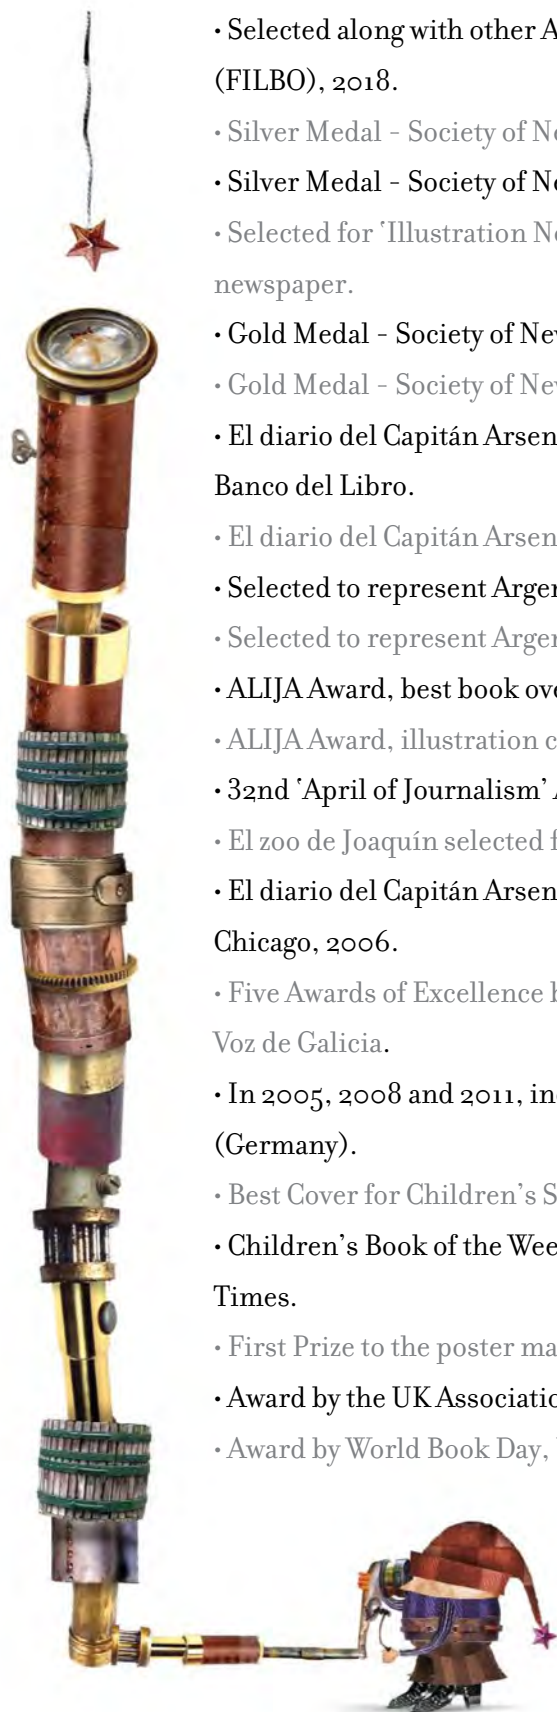 · Selected along with other A
(FILBO), 2018.
· Silver Medal - Society of Ne
· Silver Medal - Society of Ne
· Selected for ‘Illustration No
newspaper.
· Gold Medal - Society of New
· Gold Medal - Society of New
· El diario del Capitán Arsen
Banco del Libro.
· El diario del Capitán Arsen
· Selected to represent Argen
· Selected to represent Argen
· ALIJA Award, best book ove
· ALIJA Award, illustration c
· 32nd ‘April of Journalism’ A
· El zoo de Joaquín selected f
· El diario del Capitán Arsen
Chicago, 2006.
· Five Awards of Excellence b
Voz de Galicia.
· In 2005, 2008 and 2011, in
(Germany).
· Best Cover for Children’s S
· Children’s Book of the Wee
Times.
· First Prize to the poster ma
· Award by the UK Associatio
· Award by World Book Day,